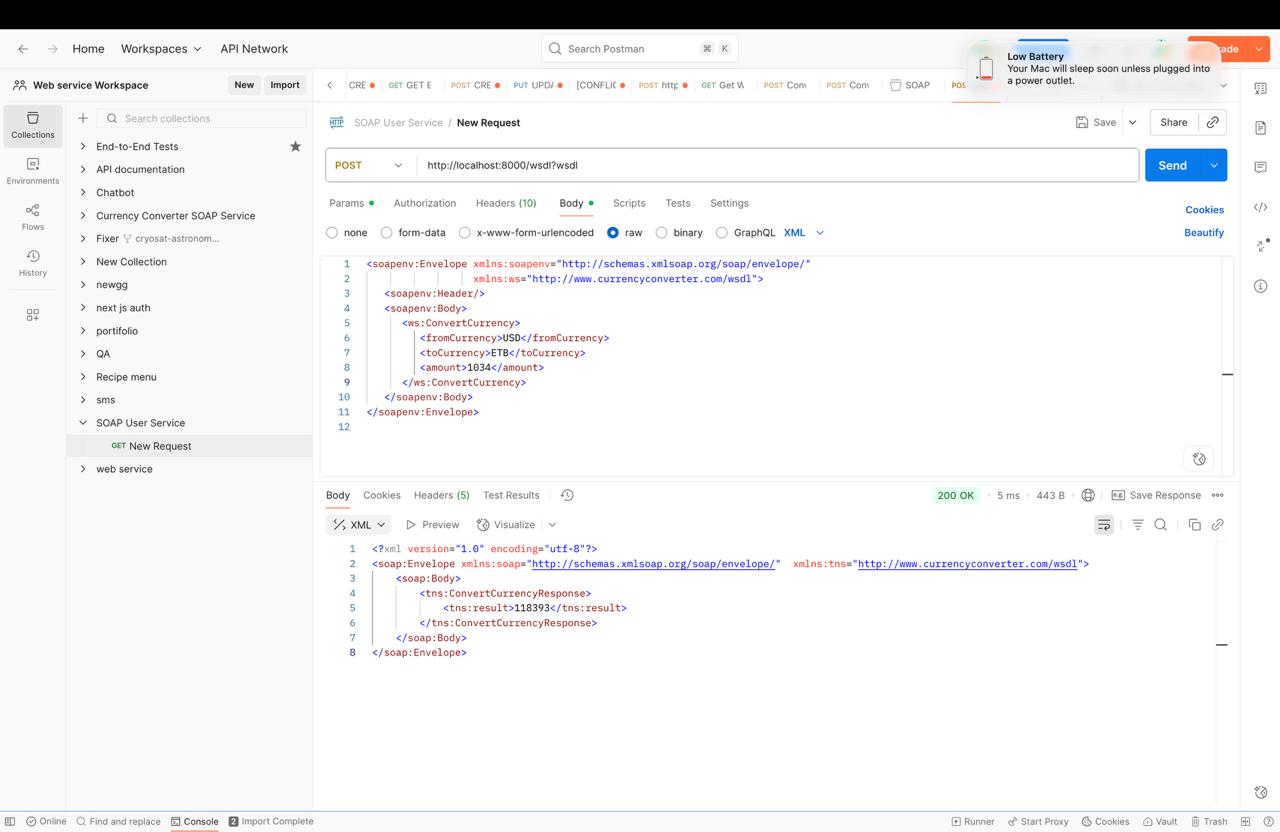 Home
Workspaces
API Network
Search Postman
⌘
K
Low Battery
Your Mac will sleep soon unless plugged into
a power outlet.
Web service Workspace
New
Import
CRE
GET GET E
POST CRE
PUT UPD/
[CONFLIC
POST http
GET Get W
POST Com
POST Com
SOAP
Collections
Environments
Flows
History
Search collections
End-to-End Tests
API documentation
Chatbot
Currency Converter SOAP Service
Fixer cryosat-astronom...
New Collection
newgg
next js auth
portifolio
QA
Recipe menu
sms
SOAP User Service
GET New Request
web service
SOAP User Service / New Request
Save
Share
POST
http://localhost:8000/wsdl?wsdl
Send
Params
Authorization
Headers (10)
Body
Scripts
Tests
Settings
Cookies
none
form-data
x-www-form-urlencoded
raw
binary
GraphQL
XML
Beautify
1 <soapenv:Envelope xmlns:soapenv="http://schemas.xmlsoap.org/soap/envelope/"
2 xmlns:ws="http://www.currencyconverter.com/wsdl">
3 <soapenv:Header/>
4 <soapenv:Body>
5 <ws:ConvertCurrency>
6 <fromCurrency>USD</fromCurrency>
7 <toCurrency>ETB</toCurrency>
8 <amount>1034</amount>
9 </ws:ConvertCurrency>
10 </soapenv:Body>
11 </soapenv:Envelope>
12
Body
Cookies
Headers (5)
Test Results
200 OK
5 ms
443 B
Save Response
XML
Preview
Visualize
1 <?xml version="1.0" encoding="utf-8"?>
2 <soap:Envelope xmlns:soap="http://schemas.xmlsoap.org/soap/envelope/" xmlns:tns="http://www.currencyconverter.com/wsdl">
3 <soap:Body>
4 <tns:ConvertCurrencyResponse>
5 <tns:result>118393</tns:result>
6 </tns:ConvertCurrencyResponse>
7 </soap:Body>
8 </soap:Envelope>
Online
Find and replace
Console
2 Import Complete
Runner
Start Proxy
Cookies
Vault
Trash